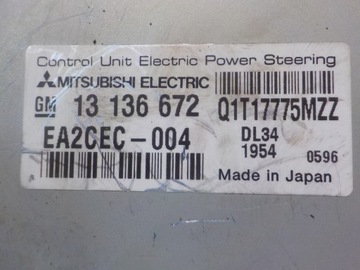 Control Unit Electric Power Steering
MITSUBISHI ELECTRIC
GM 13 136 672 Q1T17775MZZ
EA2CEC-004 DL34
1954 0596
Made in Japan